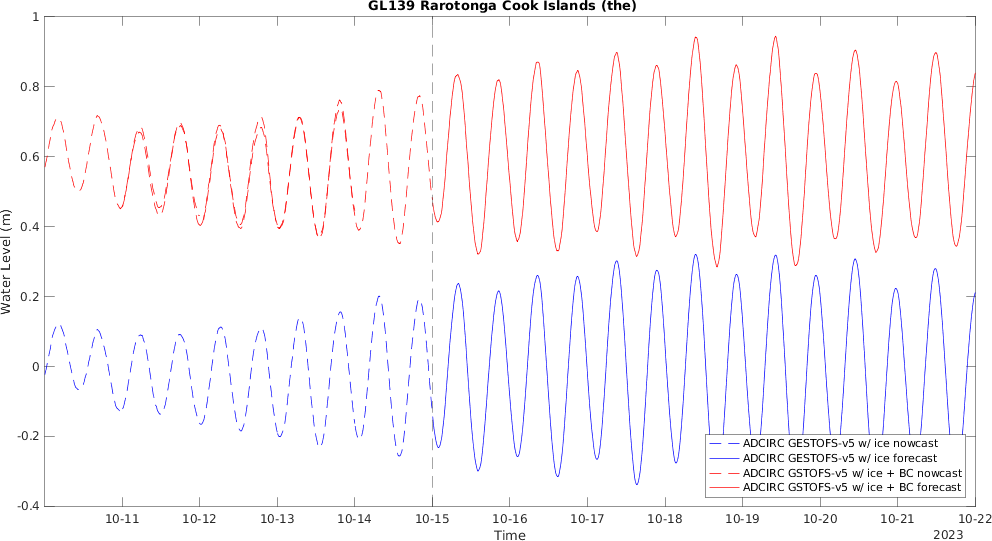 GL139 Rarotonga Cook Islands (the)
1
0.8
0.6
0.4
0.2
0
-0.2
-0.4
Water Level (m)
ADCIRC GESTOFS-v5 w/ ice nowcast
ADCIRC GESTOFS-v5 w/ ice forecast
ADCIRC GSTOFS-v5 w/ ice + BC nowcast
ADCIRC GSTOFS-v5 w/ ice + BC forecast
10-11 10-12 10-13 10-14 10-15 10-16 10-17 10-18 10-19 10-20 10-21 10-22
Time
2023